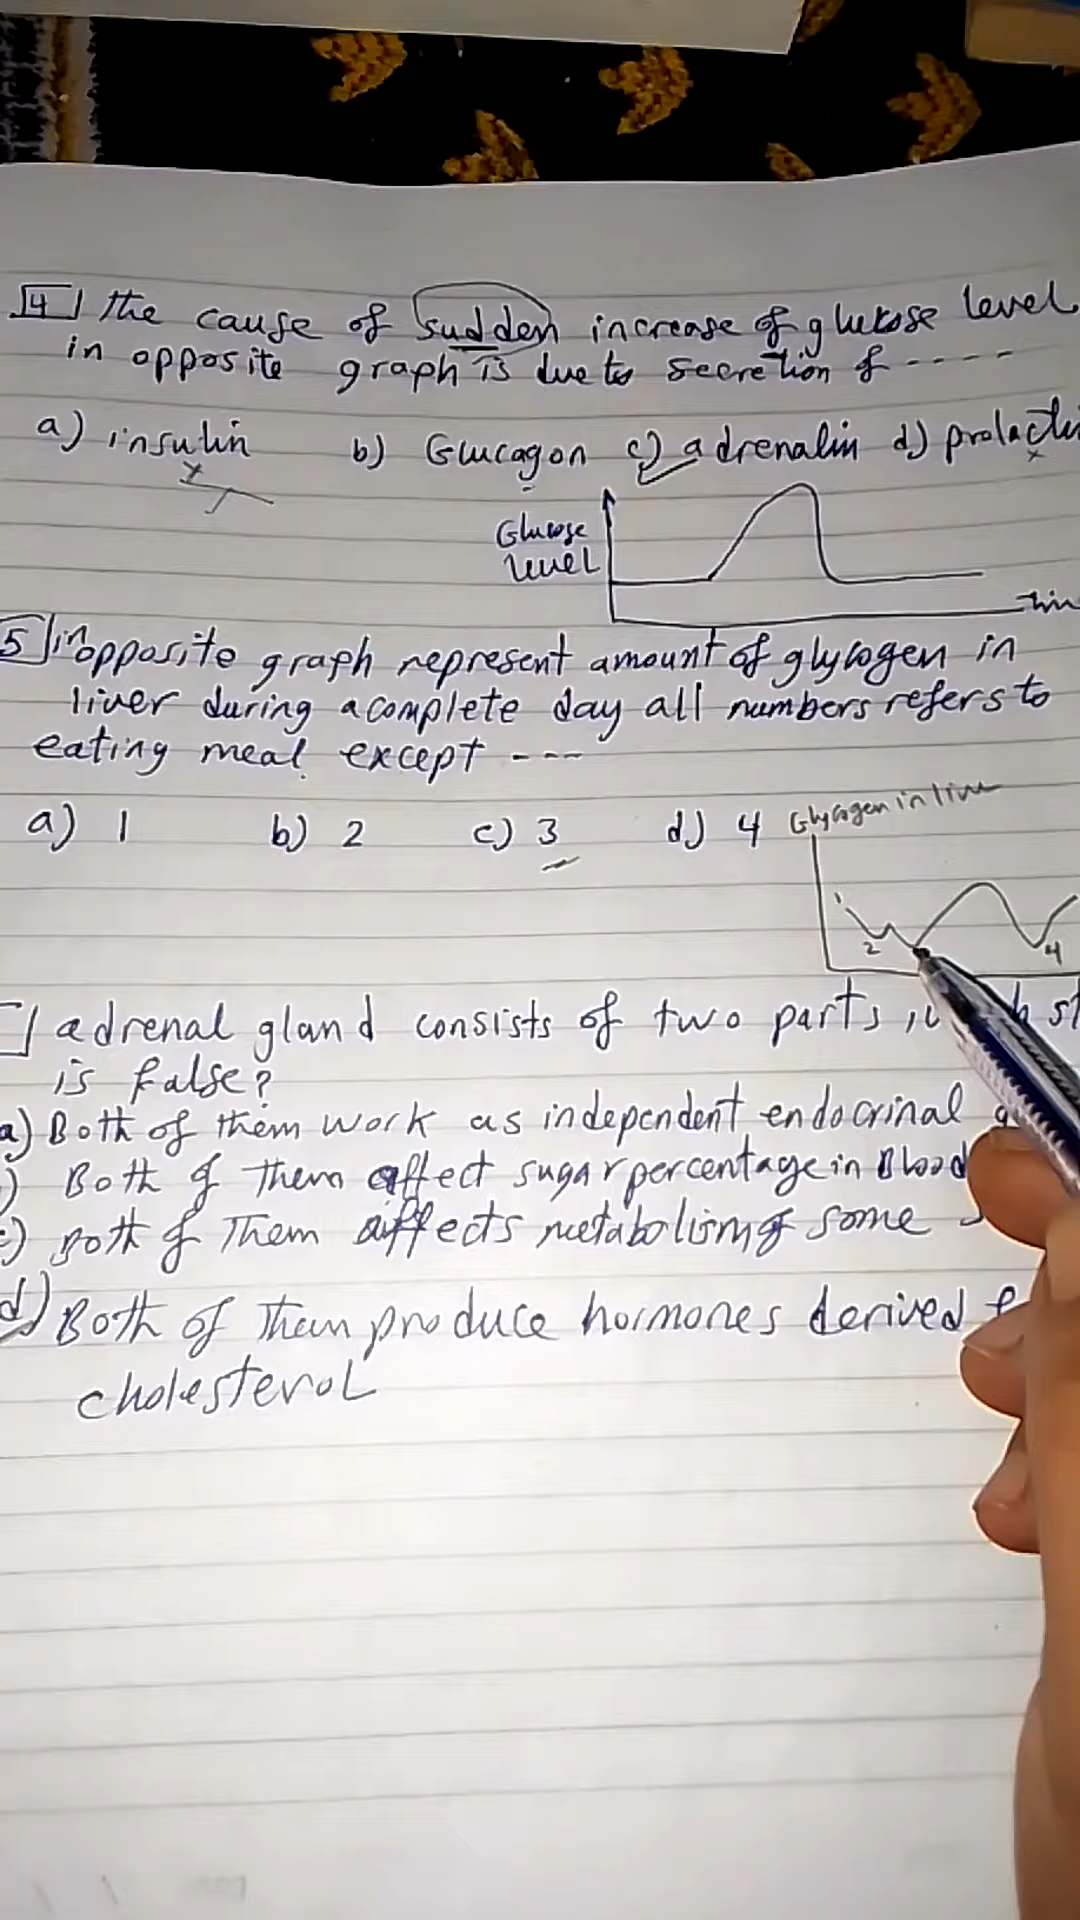 4 the cause of sudden increase of glukose level
in opposite graph is due to secretion of ----
a) insulin b) Glucagon c) adrenalin d) prolactin
Glucose
level
5 in opposite graph represent amount of glycogen in
liver during a complete day all numbers refers to
eating meal except ---
a) 1 b) 2 c) 3 d) 4
Glycogen in live
1
2
4
adrenal gland consists of two parts,
is false?
a) Both of them work as independent endocrinal
) Both of them affect sugar percentage in Blood
) Both of Them affects metabolism of some
d) Both of Them produce hormones derived
cholesterol